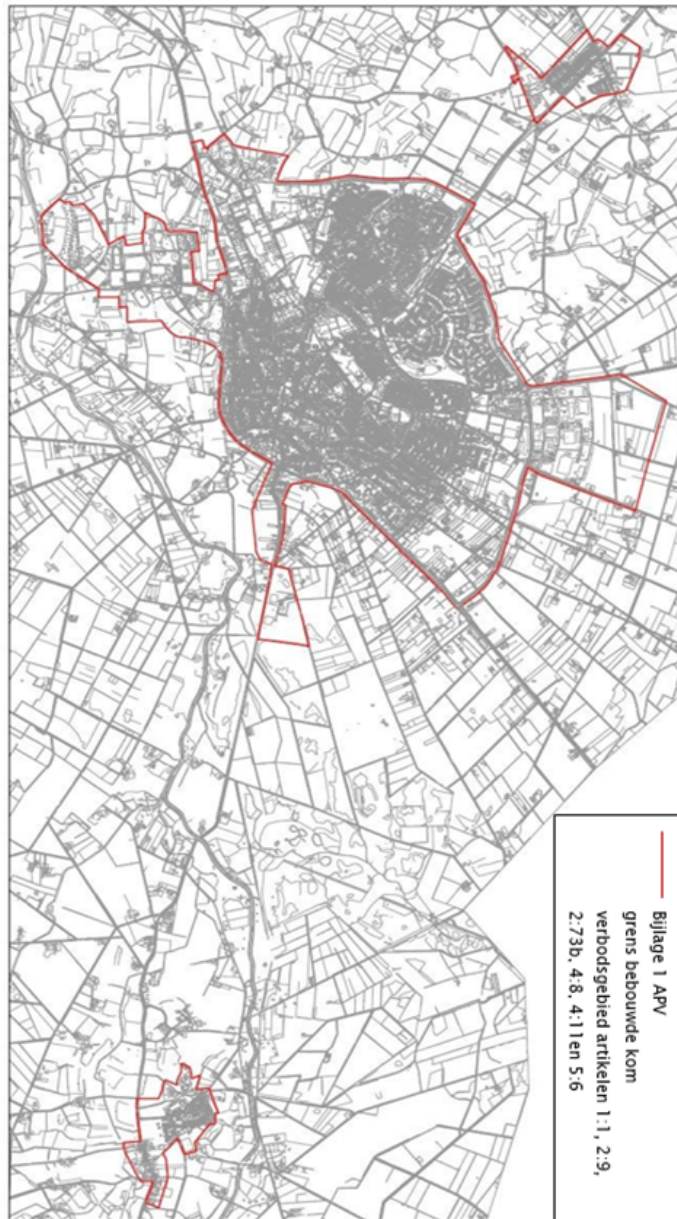 Bijlage 1 APV
grens bebouwde kom
verbodsgebied artikelen 1:1, 2:9,
2:73b, 4:8, 4:11en 5:6